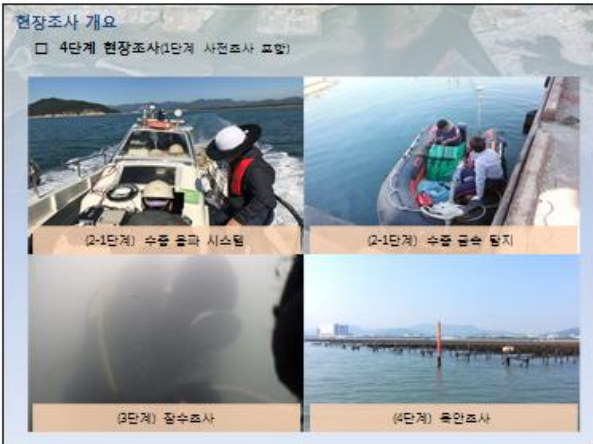 현장조사 개요
□ 4단계 현장조사(1단계 사전조사 포함)
(2-1단계) 수중 음파 시스템
(2-1단계) 수중 금속 탐지
(3단계) 잠수조사
(4단계) 육안조사